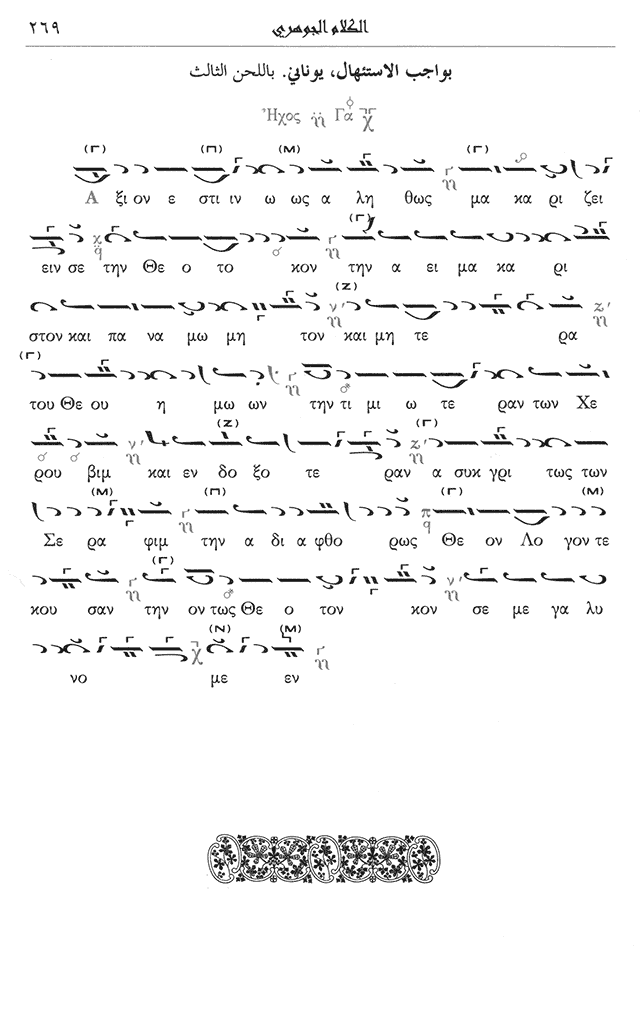 ٢٦٩ الكلام الجوهري
بواجب الاستئهال، يوناني. باللحن الثالث
Ἦχος Γα
Α ξι ον ε στι ιν ω ως α λη θως μα κα ρι ζει
ειν σε την Θε ο το κον την α ει μα κα ρι
στον και πα να μω μη τον και μη τε ρα
του Θε ου η μω ων την τι μι ω τε ραν των Χε
ρου βιμ και εν δο ξο τε ραν α συκ γρι τως των
Σε ρα φιμ την α δι α φθο ρως Θε ον Λο γον τε
κου σαν την ον τως Θε ο τον κον σε με γα λυ
νο με εν